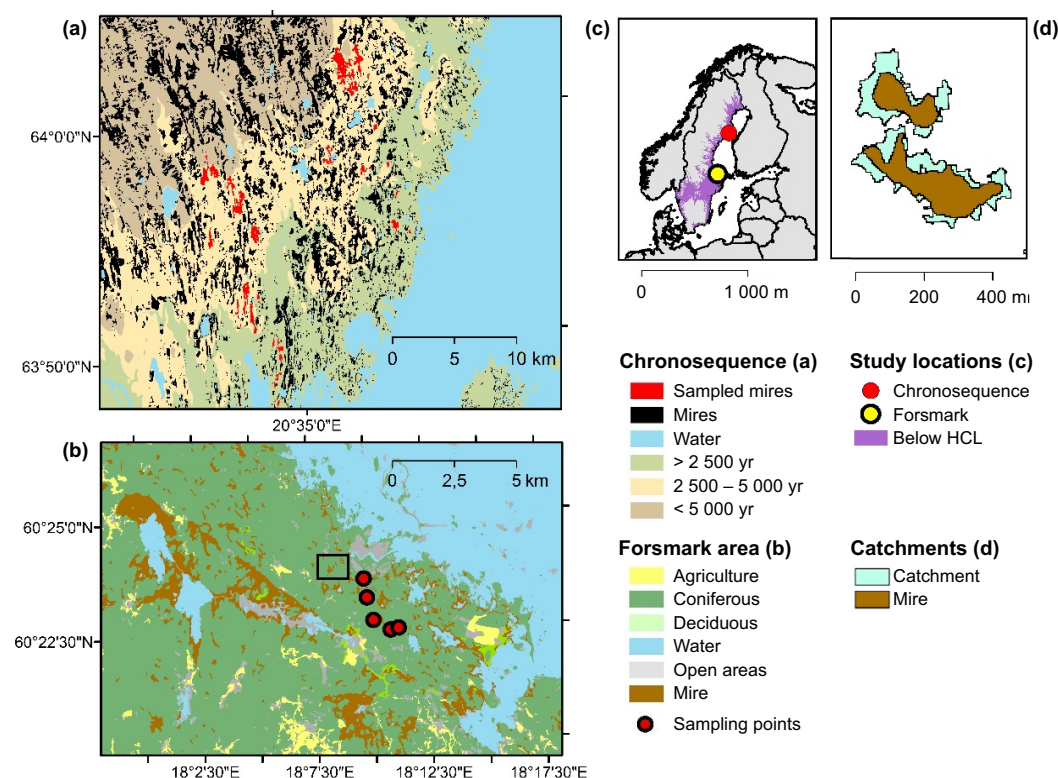 (a)
64°0'0"N
63°50'0"N
20°35'0"E
0 5 10 km
(b)
0 2,5 5 km
60°25'0"N
60°22'30"N
18°2'30"E 18°7'30"E 18°12'30"E 18°17'30"E
(c)
0 1 000 m
(d)
0 200 400 m
Chronosequence (a)
Sampled mires
Mires
Water
> 2 500 yr
2 500 – 5 000 yr
< 5 000 yr
Forsmark area (b)
Agriculture
Coniferous
Deciduous
Water
Open areas
Mire
Sampling points
Study locations (c)
Chronosequence
Forsmark
Below HCL
Catchments (d)
Catchment
Mire